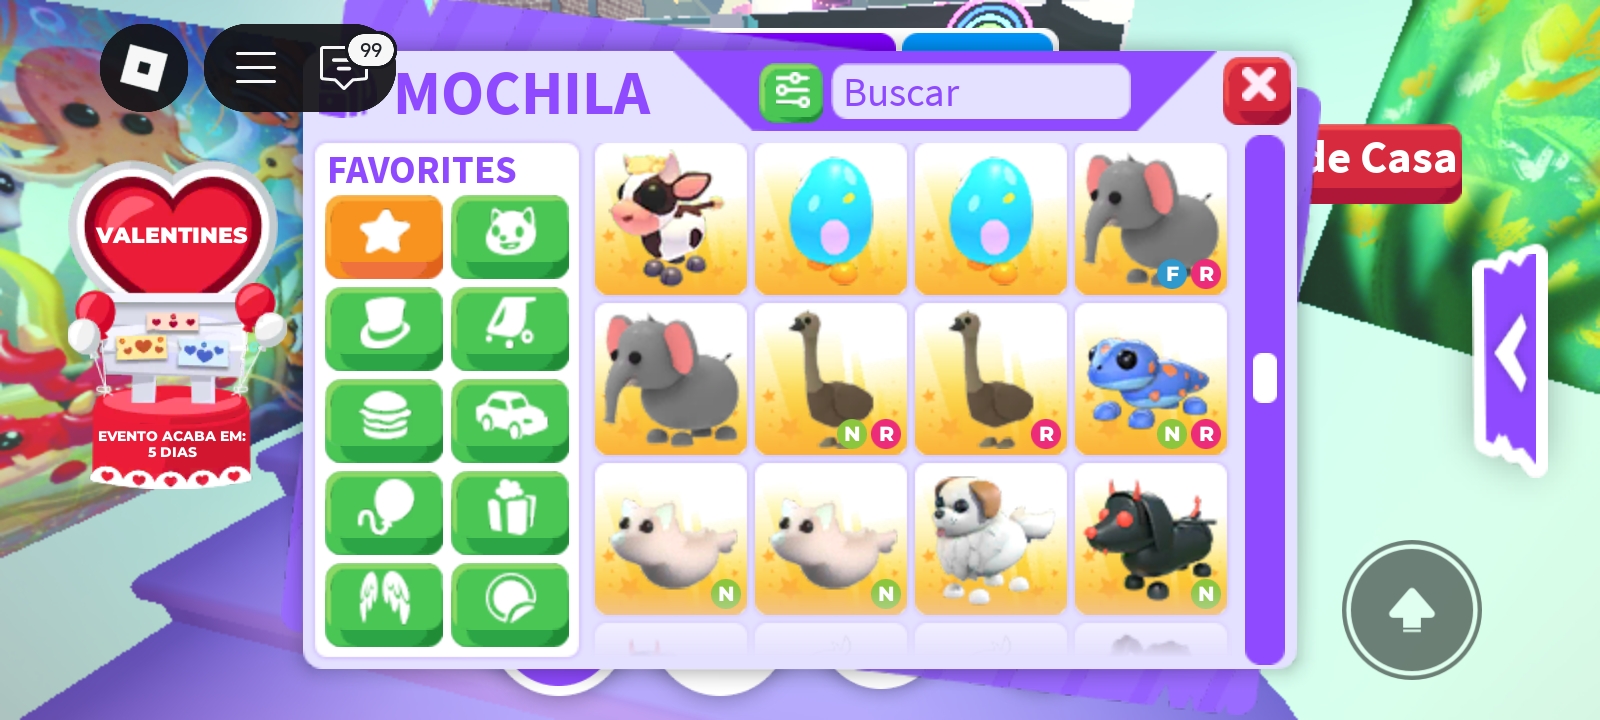 99
MOCHILA
Buscar
de Casa
FAVORITES
VALENTINES
EVENTO ACABA EM:
5 DIAS
F R
N R
R
N R
N
N
N